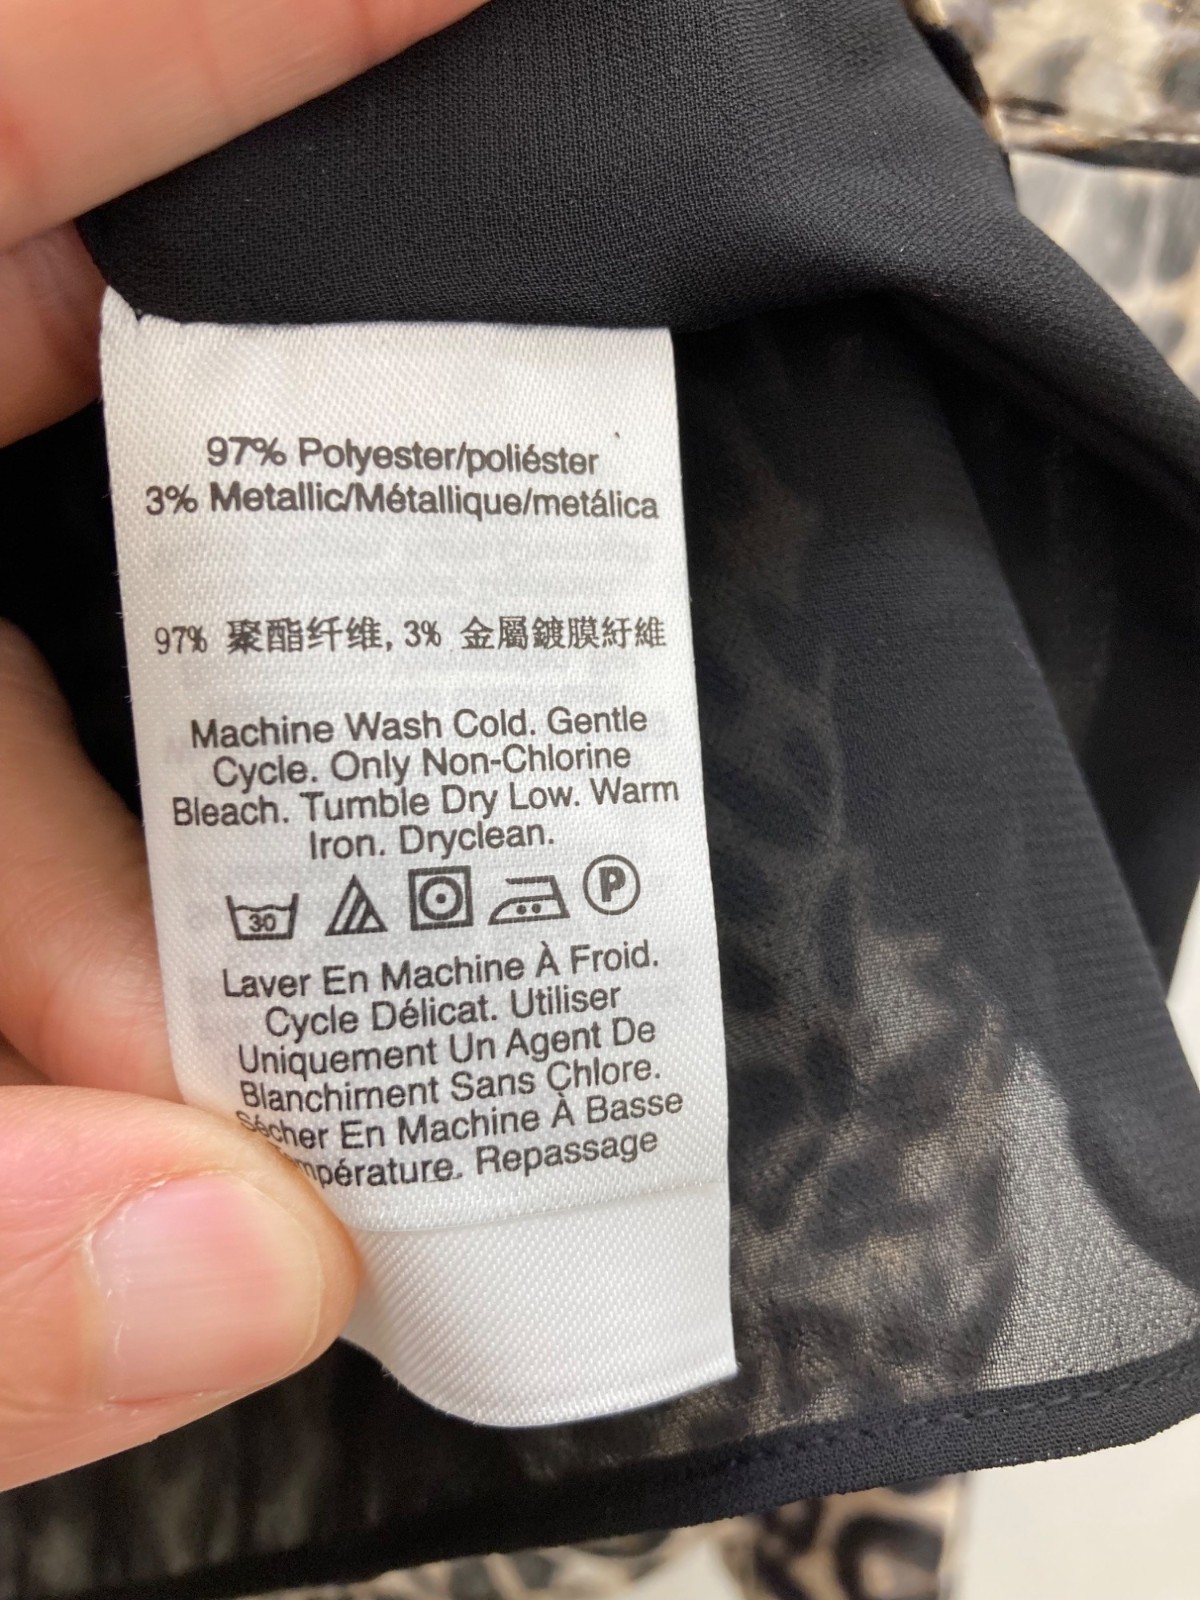 97% Polyester/poliéster
3% Metallic/Métallique/metálica
97% 聚酯纤维, 3% 金屬鍍膜紆維
Machine Wash Cold. Gentle
Cycle. Only Non-Chlorine
Bleach. Tumble Dry Low. Warm
Iron. Dryclean.
30 P
Laver En Machine À Froid.
Cycle Délicat. Utiliser
Uniquement Un Agent De
Blanchiment Sans Chlore.
Sécher En Machine À Basse
mpérature. Repassage